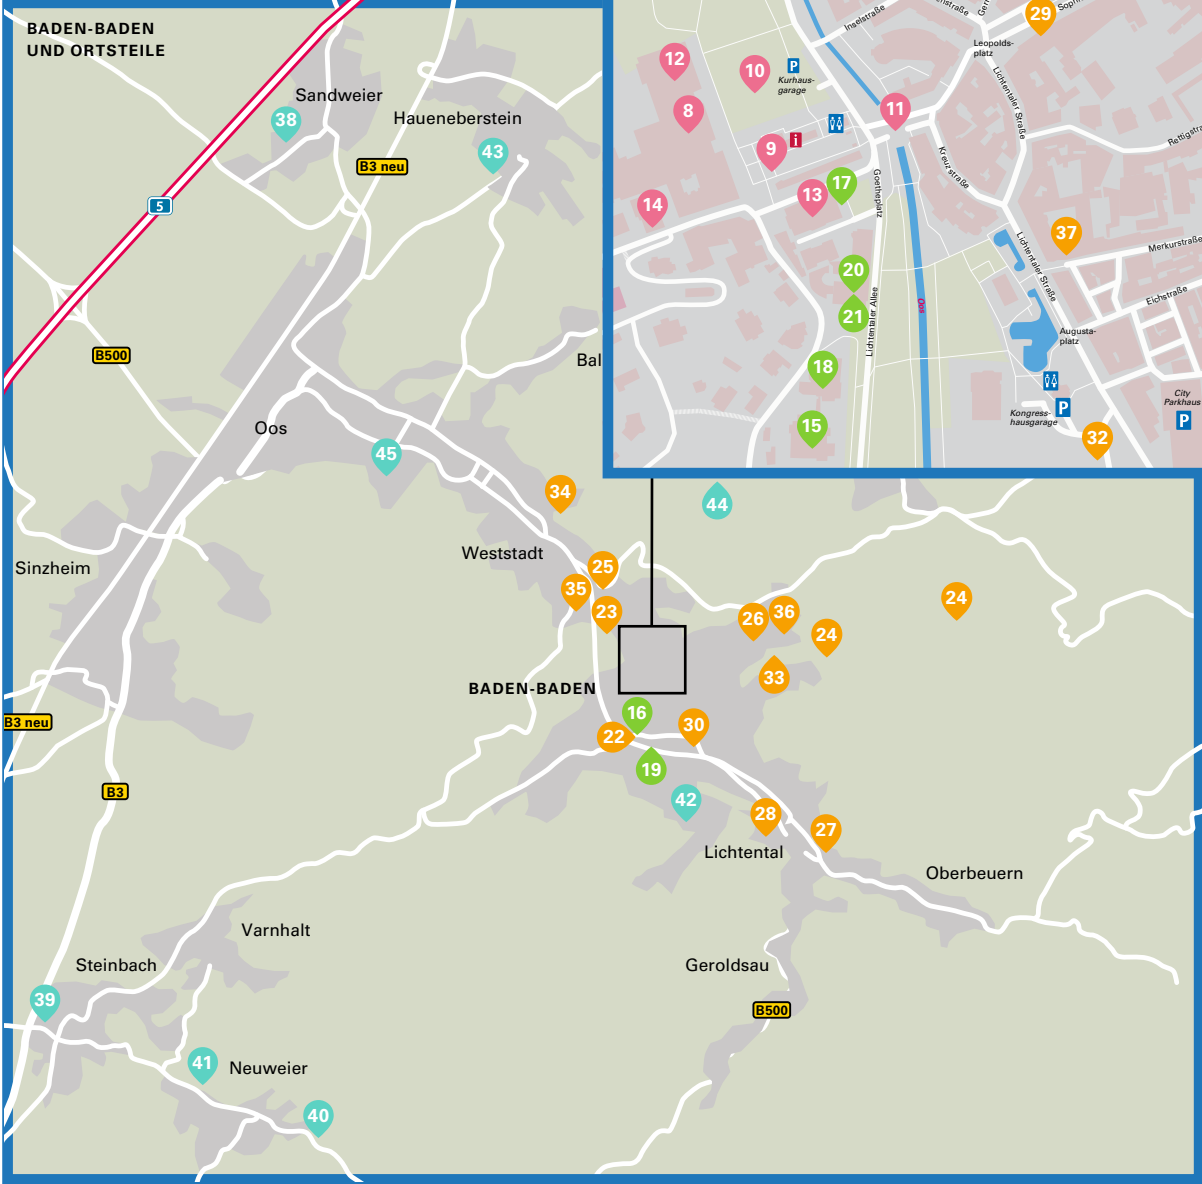 BADEN-BADEN
UND ORTSTEILE
Sandweier
38
Haueneberstein
43
B3 neu
5
B500
Bal
Oos
45
34
Weststadt
Sinzheim
25
35
23
44
26
36
24
24
33
BADEN-BADEN
16
22
30
19
B3 neu
B3
42
28
27
Lichtental
Oberbeuern
Varnhalt
Steinbach
Geroldsau
39
B500
41
Neuweier
40
29
Inselstraße
Leopolds-
platz
12
10
P
Kurhaus-
garage
8
11
Lichtentaler Straße
9
i
Kreuzstraße
Rettigstr
13
17
Goetheplatz
14
37
Lichtentaler Straße
Merkurstraße
20
21
Lichtentaler Allee
Oos
Eichstraße
Augusta-
platz
18
15
Kongress-
hausgarage
P
City
Parkhaus
P
32